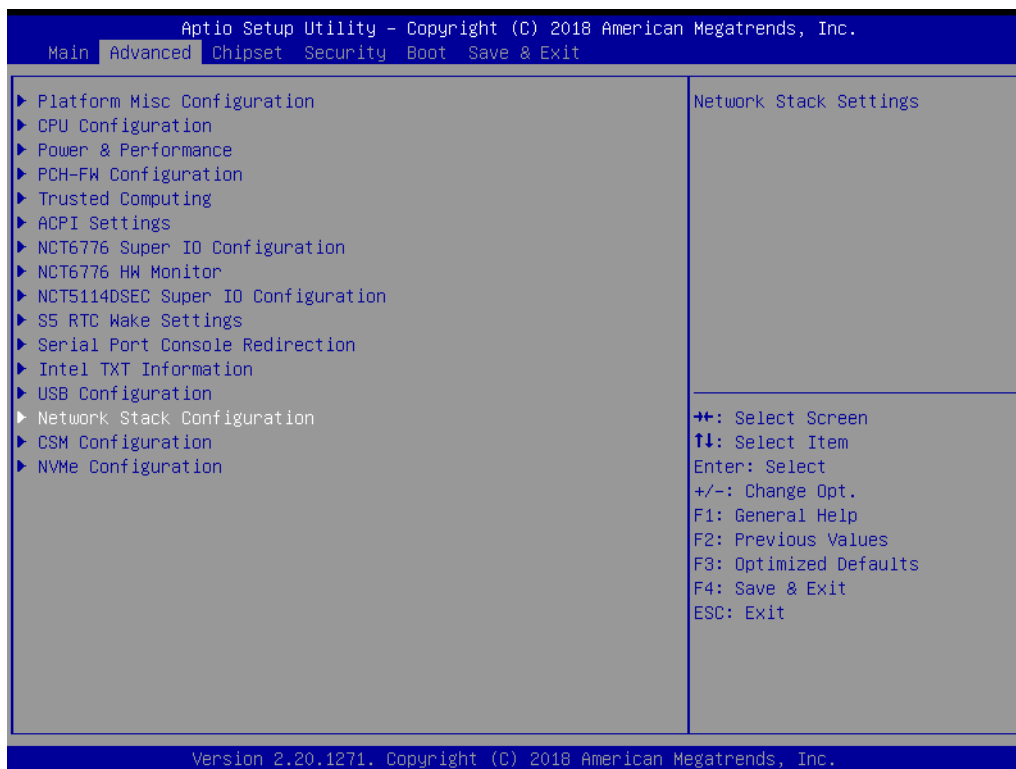 Aptio Setup Utility – Copyright (C) 2018 American Megatrends, Inc.
Main Advanced Chipset Security Boot Save & Exit
Platform Misc Configuration
CPU Configuration
Power & Performance
PCH-FW Configuration
Trusted Computing
ACPI Settings
NCT6776 Super IO Configuration
NCT6776 HW Monitor
NCT5114DSEC Super IO Configuration
S5 RTC Wake Settings
Serial Port Console Redirection
Intel TXT Information
USB Configuration
Network Stack Configuration
CSM Configuration
NVMe Configuration
Network Stack Settings
→←: Select Screen
↑↓: Select Item
Enter: Select
+/-: Change Opt.
F1: General Help
F2: Previous Values
F3: Optimized Defaults
F4: Save & Exit
ESC: Exit
Version 2.20.1271. Copyright (C) 2018 American Megatrends, Inc.